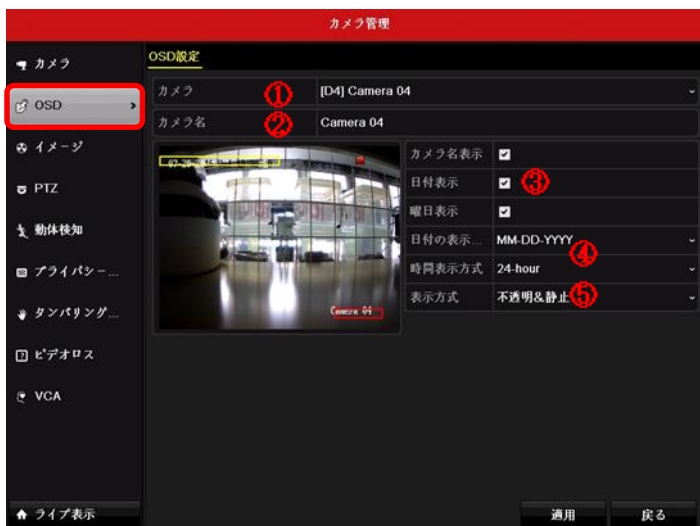 カメラ管理
カメラ
OSD
イメージ
PTZ
動体検知
プライバシー...
タンパリング...
ビデオロス
VCA
ライブ表示
OSD設定
カメラ ① [D4] Camera 04
カメラ名 ② Camera 04
Camera 04
カメラ名表示
日付表示 ③
曜日表示
日付の表示... MM-DD-YYYY
④
時間表示方式 24-hour
表示方式 不透明&静止 ⑤
適用 戻る